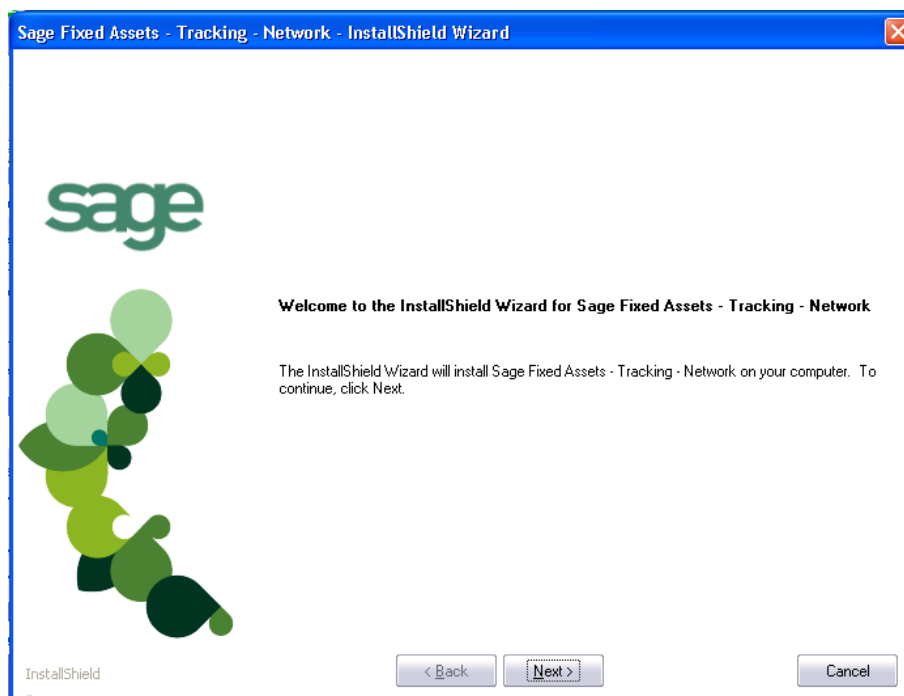 Sage Fixed Assets - Tracking - Network - InstallShield Wizard
sage
Welcome to the InstallShield Wizard for Sage Fixed Assets - Tracking - Network
The InstallShield Wizard will install Sage Fixed Assets - Tracking - Network on your computer. To
continue, click Next.
InstallShield
< Back
Next >
Cancel